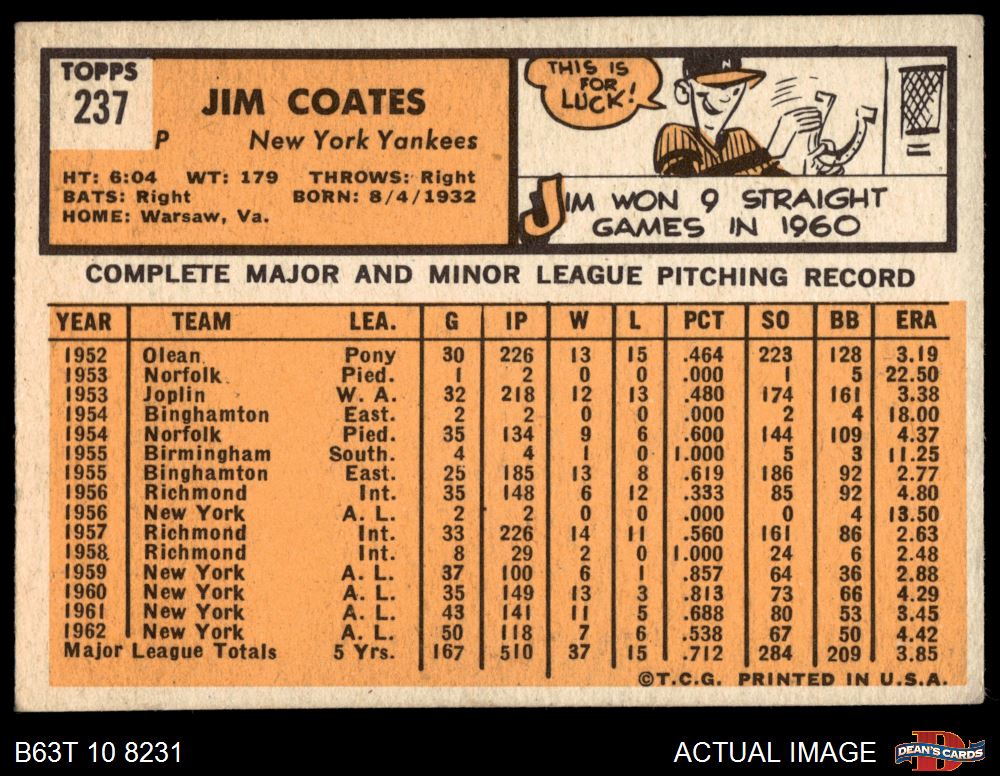 TOPPS
237
JIM COATES
P New York Yankees
HT: 6:04 WT: 179 THROWS: Right
BATS: Right BORN: 8/4/1932
HOME: Warsaw, Va.
THIS IS
FOR
LUCK!
N
JIM WON 9 STRAIGHT
GAMES IN 1960
COMPLETE MAJOR AND MINOR LEAGUE PITCHING RECORD
YEAR TEAM LEA. G IP W L PCT SO BB ERA
1952 Olean Pony 30 226 13 15 .464 223 128 3.19
1953 Norfolk Pied. 1 2 0 0 .000 1 5 22.50
1953 Joplin W. A. 32 218 12 13 .480 174 161 3.38
1954 Binghamton East. 2 2 0 0 .000 2 4 18.00
1954 Norfolk Pied. 35 134 9 6 .600 144 109 4.37
1955 Birmingham South. 4 4 1 0 1.000 5 3 11.25
1955 Binghamton East. 25 185 13 8 .619 186 92 2.77
1956 Richmond Int. 35 148 6 12 .333 85 92 4.80
1956 New York A. L. 2 2 0 0 .000 0 4 13.50
1957 Richmond Int. 33 226 14 11 .560 161 86 2.63
1958 Richmond Int. 8 29 2 0 1.000 24 6 2.48
1959 New York A. L. 37 100 6 1 .857 64 36 2.88
1960 New York A. L. 35 149 13 3 .813 73 66 4.29
1961 New York A. L. 43 141 11 5 .688 80 53 3.45
1962 New York A. L. 50 118 7 6 .538 67 50 4.42
Major League Totals 5 Yrs. 167 510 37 15 .712 284 209 3.85
©T.C.G. PRINTED IN U.S.A.
B63T 10 8231
ACTUAL IMAGE
D
DEAN'S CARDS